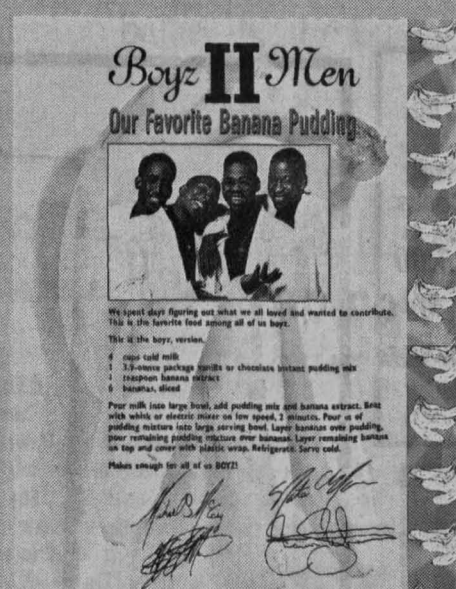 Boyz II Men
Our Favorite Banana Pudding
We spent days figuring out what we all loved and wanted to contribute.
This is the favorite food among all of us boyz.
This is the boyz, version.
4 cups cold milk
1 3.9-ounce package vanilla or chocolate instant pudding mix
1 teaspoon banana extract
6 bananas, sliced
Pour milk into large bowl, add pudding mix and banana extract. Beat
with whisk or electric mixer on low speed, 2 minutes. Pour of
pudding mixture into large serving bowl. Layer bananas over pudding,
pour remaining pudding mixture over bananas. Layer remaining banana
on top and cover with plastic wrap. Refrigerate. Serve cold.
Makes enough for all of us BOYZ!